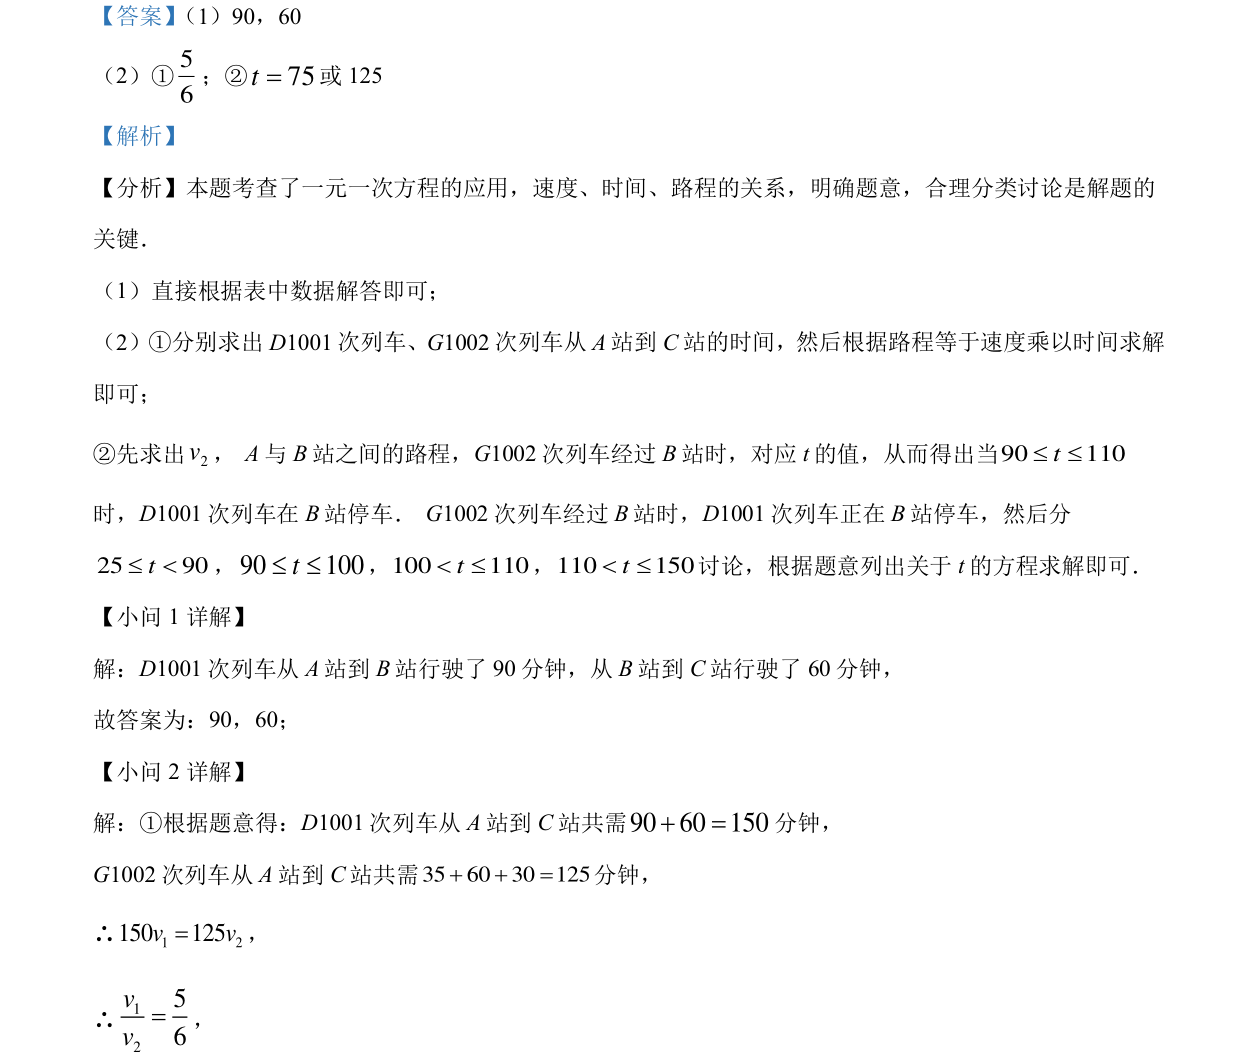 【答案】（1）90，60
（2）①5/6；②t = 75或 125
【解析】
【分析】本题考查了一元一次方程的应用，速度、时间、路程的关系，明确题意，合理分类讨论是解题的
关键．
（1）直接根据表中数据解答即可；
（2）①分别求出 D1001 次列车、G1002 次列车从 A 站到 C 站的时间，然后根据路程等于速度乘以时间求解
即可；
②先求出 v₂， A 与 B 站之间的路程，G1002 次列车经过 B 站时，对应 t 的值，从而得出当 90 ≤ t ≤ 110
时，D1001 次列车在 B 站停车． G1002 次列车经过 B 站时，D1001 次列车正在 B 站停车，然后分
25 ≤ t < 90，90 ≤ t ≤ 100，100 < t ≤ 110，110 < t ≤ 150 讨论，根据题意列出关于 t 的方程求解即可．
【小问 1 详解】
解：D1001 次列车从 A 站到 B 站行驶了 90 分钟，从 B 站到 C 站行驶了 60 分钟，
故答案为：90，60；
【小问 2 详解】
解：①根据题意得：D1001 次列车从 A 站到 C 站共需 90 + 60 = 150 分钟，
G1002 次列车从 A 站到 C 站共需 35 + 60 + 30 = 125 分钟，
∴150v₁ = 125v₂，
∴v₁/v₂ = 5/6，